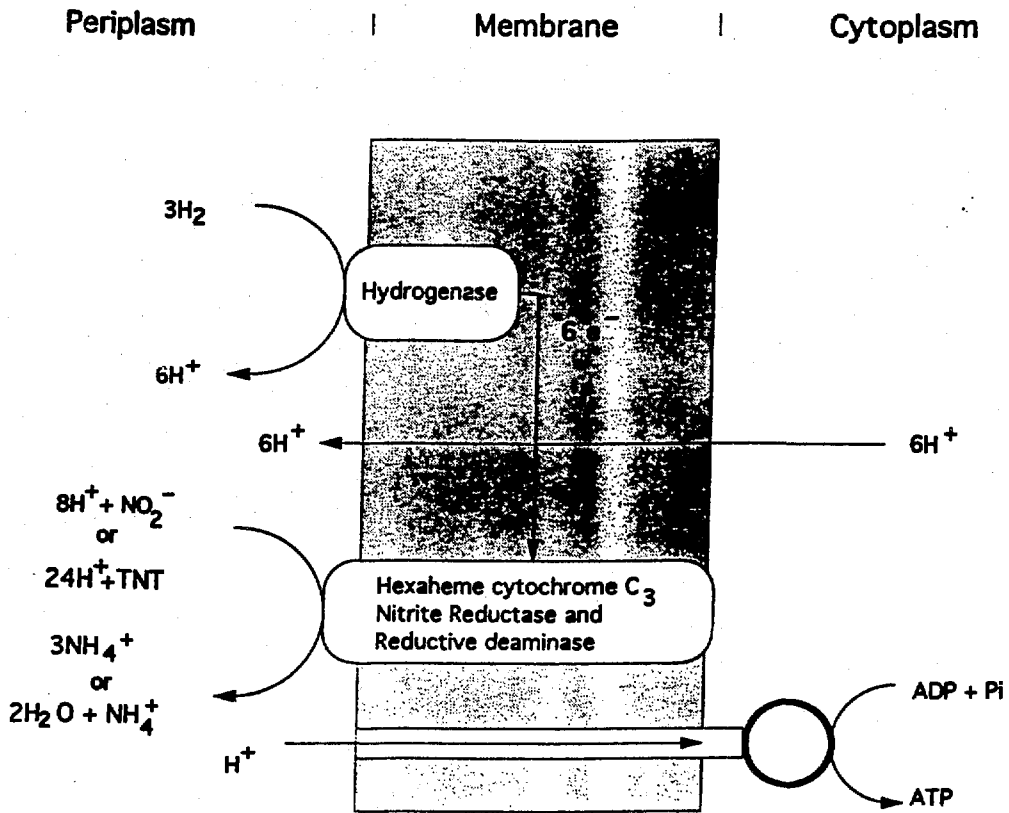 Periplasm | Membrane | Cytoplasm
3H2
Hydrogenase
6 e−
6H+
6H+
6H+
8H+ + NO2−
or
24H+ +TNT
Hexaheme cytochrome C3
Nitrite Reductase and
Reductive deaminase
3NH4+
or
2H2O + NH4+
H+
ADP + Pi
ATP